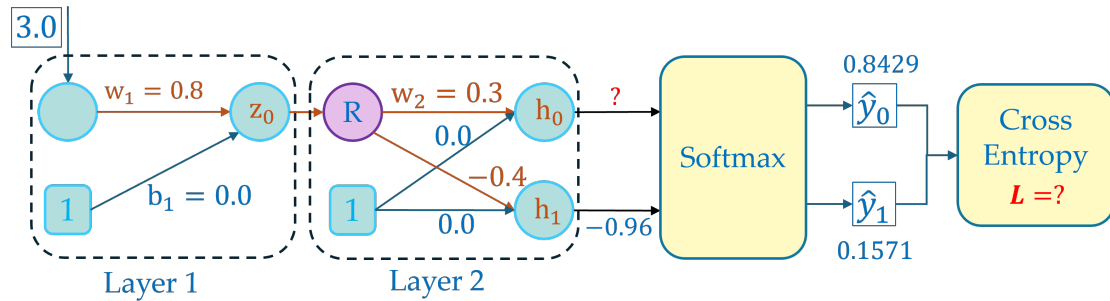 3.0
w₁ = 0.8
z₀
1
b₁ = 0.0
Layer 1
R
w₂ = 0.3
h₀
0.0
−0.4
1
0.0
h₁
Layer 2
?
−0.96
Softmax
0.8429
ŷ₀
ŷ₁
0.1571
Cross
Entropy
L =?